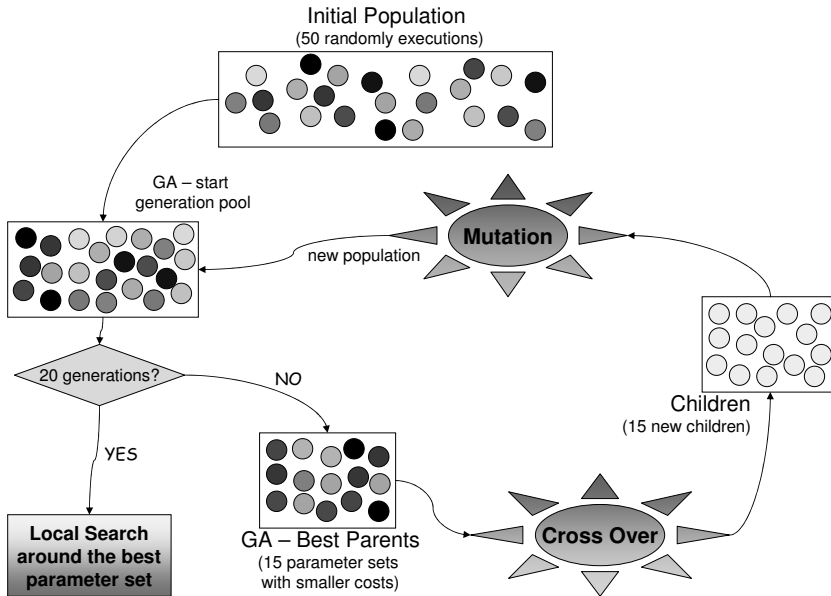 Initial Population
(50 randomly executions)
GA – start
generation pool
Mutation
new population
20 generations?
NO
YES
Children
(15 new children)
Local Search
around the best
parameter set
GA – Best Parents
(15 parameter sets
with smaller costs)
Cross Over